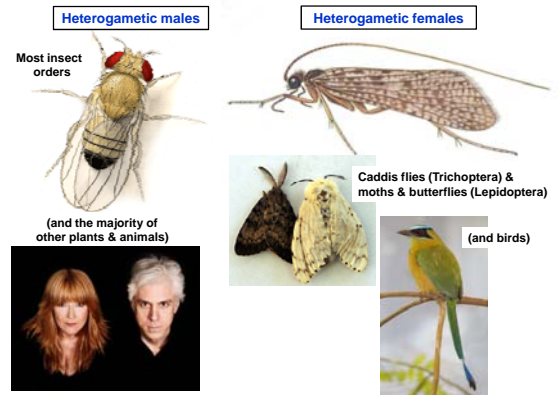 Heterogametic males
Heterogametic females
Most insect
orders
Caddis flies (Trichoptera) &
moths & butterflies (Lepidoptera)
(and the majority of
other plants & animals)
(and birds)